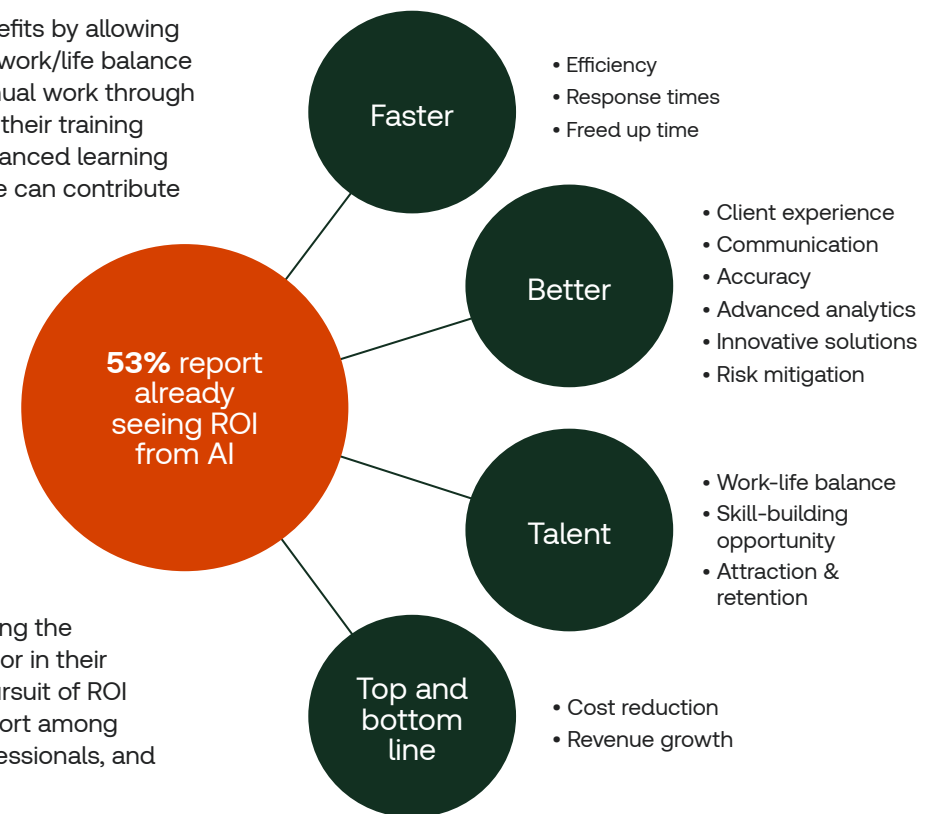 efits by allowing
work/life balance
nual work through
their training
anced learning
e can contribute
Faster
• Efficiency
• Response times
• Freed up time
Better
• Client experience
• Communication
• Accuracy
• Advanced analytics
• Innovative solutions
• Risk mitigation
53% report
already
seeing ROI
from AI
Talent
• Work-life balance
• Skill-building
opportunity
• Attraction &
retention
ing the
or in their
rsuit of ROI
ort among
essionals, and
Top and
bottom
line
• Cost reduction
• Revenue growth